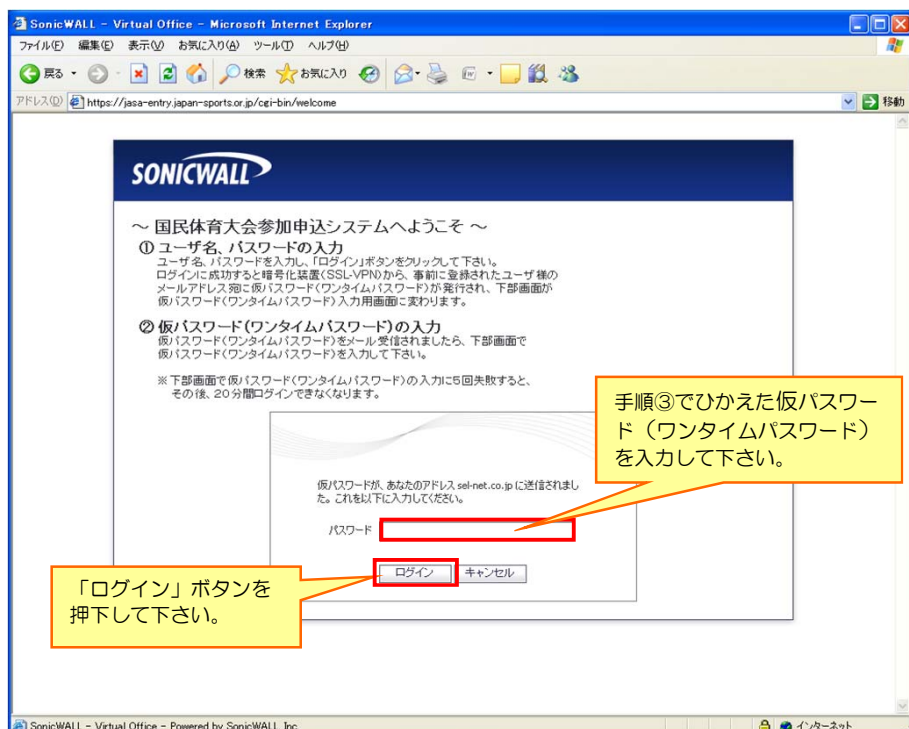 SonicWALL - Virtual Office - Microsoft Internet Explorer
ファイル(F) 編集(E) 表示(V) お気に入り(A) ツール(T) ヘルプ(H)
戻る 検索 お気に入り
アドレス(D) https://jasa-entry.japan-sports.or.jp/cgi-bin/welcome 移動
SONICWALL
～ 国民体育大会参加申込システムへようこそ ～
① ユーザ名、パスワードの入力
ユーザ名、パスワードを入力し、「ログイン」ボタンをクリックして下さい。
ログインに成功すると暗号化装置(SSL-VPN)から、事前に登録されたユーザ様の
メールアドレス宛に仮パスワード(ワンタイムパスワード)が発行され、下部画面が
仮パスワード(ワンタイムパスワード)入力用画面に変わります。
② 仮パスワード(ワンタイムパスワード)の入力
仮パスワード(ワンタイムパスワード)をメール受信されましたら、下部画面で
仮パスワード(ワンタイムパスワード)を入力して下さい。
※下部画面で仮パスワード(ワンタイムパスワード)の入力に5回失敗すると、
その後、20分間ログインできなくなります。
手順③でひかえた仮パスワー
ド（ワンタイムパスワード）
を入力して下さい。
仮パスワードが、あなたのアドレス sel-net.co.jp に送信されまし
た。これを以下に入力してください。
パスワード
ログイン キャンセル
「ログイン」ボタンを
押下して下さい。
SonicWALL - Virtual Office - Powered by SonicWALL, Inc. インターネット